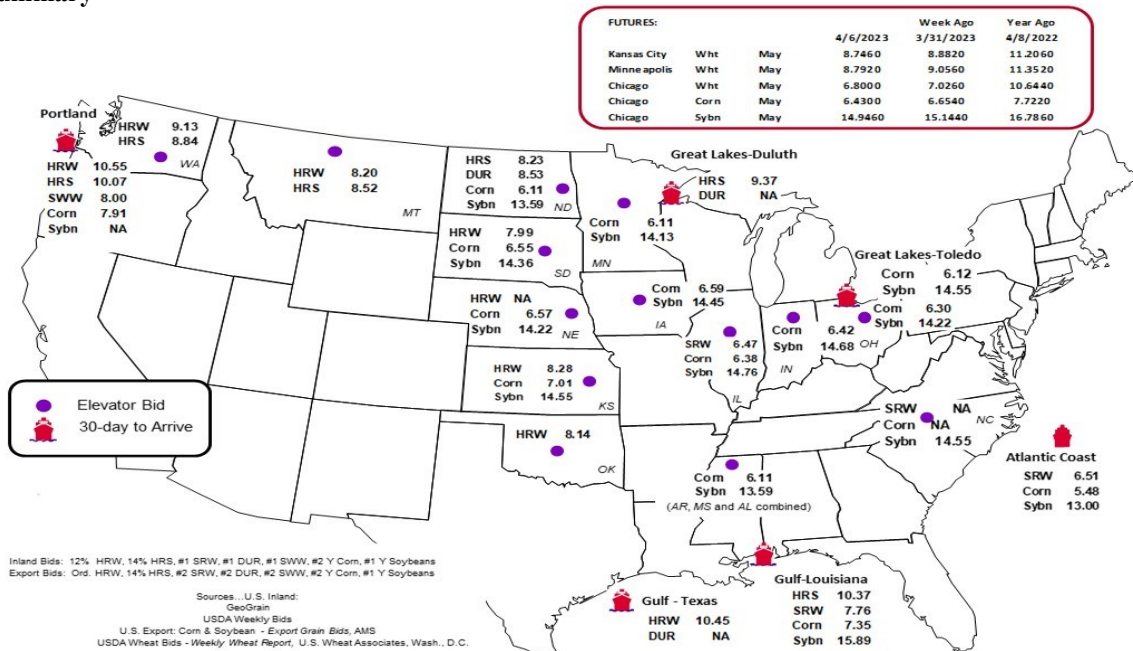 FUTURES:
Week Ago Year Ago
4/6/2023 3/31/2023 4/8/2022
Kansas City Wht May 8.7460 8.8820 11.2060
Minneapolis Wht May 8.7920 9.0560 11.3520
Chicago Wht May 6.8000 7.0260 10.6440
Chicago Corn May 6.4300 6.6540 7.7220
Chicago Sybn May 14.9460 15.1440 16.7860
Portland
HRW 10.55
HRS 10.07
SWW 8.00
Corn 7.91
Sybn NA
HRW 9.13
HRS 8.84
WA
HRW 8.20
HRS 8.52
MT
HRS 8.23
DUR 8.53
Corn 6.11
Sybn 13.59
ND
HRW 7.99
Corn 6.55
Sybn 14.36
SD
HRW NA
Corn 6.57
Sybn 14.22
NE
HRW 8.28
Corn 7.01
Sybn 14.55
KS
HRW 8.14
OK
Great Lakes-Duluth
HRS 9.37
DUR NA
Corn 6.11
Sybn 14.13
MN
Corn 6.59
Sybn 14.45
IA
SRW 6.47
Corn 6.38
Sybn 14.76
IL
Great Lakes-Toledo
Corn 6.12
Sybn 14.55
Corn 6.30
Sybn 14.22
OH
Corn 6.42
Sybn 14.68
IN
SRW NA
Corn NA
Sybn 14.55
NC
Atlantic Coast
SRW 6.51
Corn 5.48
Sybn 13.00
Corn 6.11
Sybn 13.59
(AR, MS and AL combined)
Gulf-Louisiana
HRS 10.37
SRW 7.76
Corn 7.35
Sybn 15.89
Gulf - Texas
HRW 10.45
DUR NA
Elevator Bid
30-day to Arrive
Inland Bids: 12% HRW, 14% HRS, #1 SRW, #1 DUR, #1 SWW, #2 Y Corn, #1 Y Soybeans
Export Bids: Ord. HRW, 14% HRS, #2 SRW, #2 DUR, #2 SWW, #2 Y Corn, #1 Y Soybeans
Sources...U.S. Inland:
GeoGrain
USDA Weekly Bids
U.S. Export: Corn & Soybean - Export Grain Bids, AMS
USDA Wheat Bids - Weekly Wheat Report, U.S. Wheat Associates, Wash., D.C.